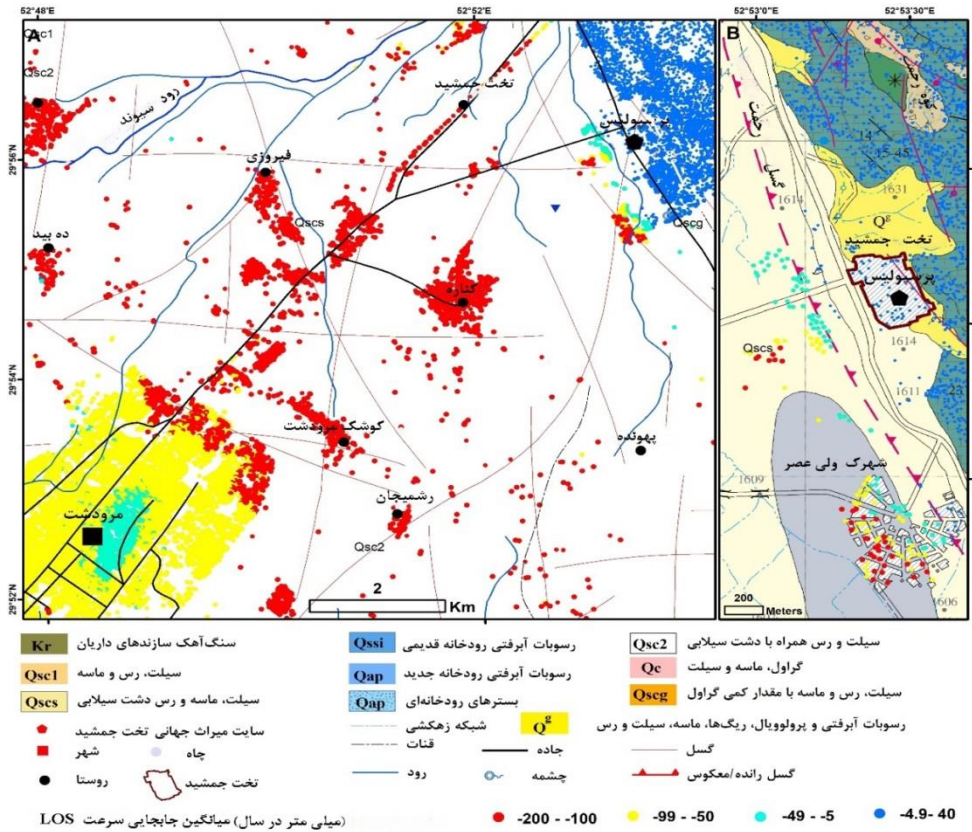 52°48'E
52°52'E
A
Qsc1
Qsc2
رود سیوند
تخت جمشید
پرسپولیس
29°56'N
فیروزی
Qscs
Qscg
ده بید
کناره
29°54'N
کوشک مرودشت
پهونده
مرودشت
رشمیجان
Qsc2
29°52'N
2
Km
52°53'0"E
52°53'30"E
B
کوه رحمت
گسل رحمت
14
15
45
1614
1631
Qg
تخت جمشید
پرسپولیس
Qscs
1614
1611
23
شهرک ولی عصر
1609
1606
200
Meters
Kr سنگ‌آهک سازندهای داریان
Qssi رسوبات آبرفتی رودخانه قدیمی
Qsc2 سیلت و رس همراه با دشت سیلابی
Qsc1 سیلت، رس و ماسه
Qap رسوبات آبرفتی رودخانه جدید
Qc گراول، ماسه و سیلت
Qscs سیلت، ماسه و رس دشت سیلابی
Qap بسترهای رودخانه‌ای
Qscg سیلت، رس و ماسه با مقدار کمی گراول
سایت میراث جهانی تخت جمشید
شبکه زهکشی
Qg رسوبات آبرفتی و پرولوویال، ریگ‌ها، ماسه، سیلت و رس
شهر
چاه
قنات
جاده
گسل
روستا
تخت جمشید
رود
چشمه
گسل رانده/معکوس
میانگین جابجایی سرعت LOS (میلی متر در سال)
-200 - -100
-99 - -50
-49 - -5
-4.9- 40